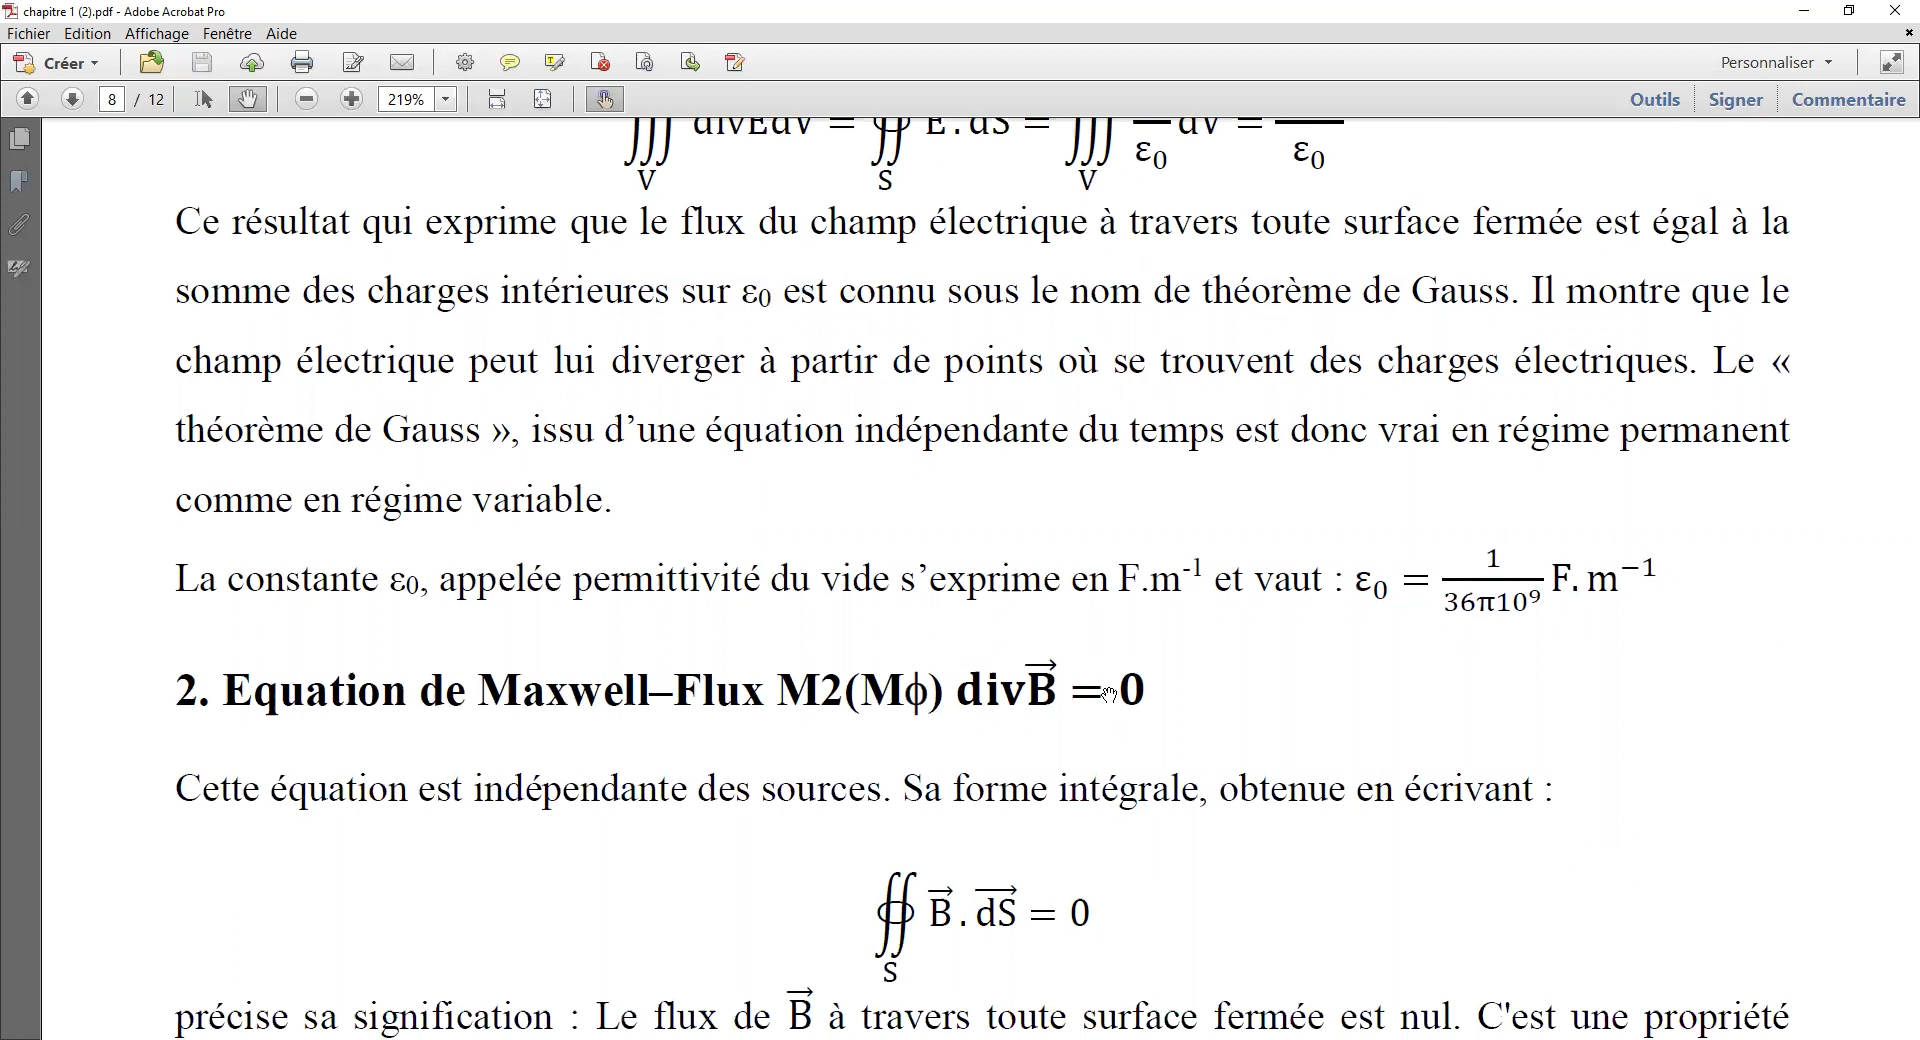 chapitre 1 (2).pdf - Adobe Acrobat Pro
Fichier Edition Affichage Fenêtre Aide
Créer Personnaliser
8 / 12 219% Outils Signer Commentaire
∭ divEdV = ∯ E . dS = ∭ — dV = —
ε₀ ε₀
V S V
Ce résultat qui exprime que le flux du champ électrique à travers toute surface fermée est égal à la
somme des charges intérieures sur ε₀ est connu sous le nom de théorème de Gauss. Il montre que le
champ électrique peut lui diverger à partir de points où se trouvent des charges électriques. Le «
théorème de Gauss », issu d’une équation indépendante du temps est donc vrai en régime permanent
comme en régime variable.
La constante ε₀, appelée permittivité du vide s’exprime en F.m⁻¹ et vaut : ε₀ = 1/36π10⁹ F. m⁻¹
2. Equation de Maxwell–Flux M2(Mϕ) divB⃗ = 0
Cette équation est indépendante des sources. Sa forme intégrale, obtenue en écrivant :
∯ B⃗ . dS⃗ = 0
S
précise sa signification : Le flux de B⃗ à travers toute surface fermée est nul. C'est une propriété